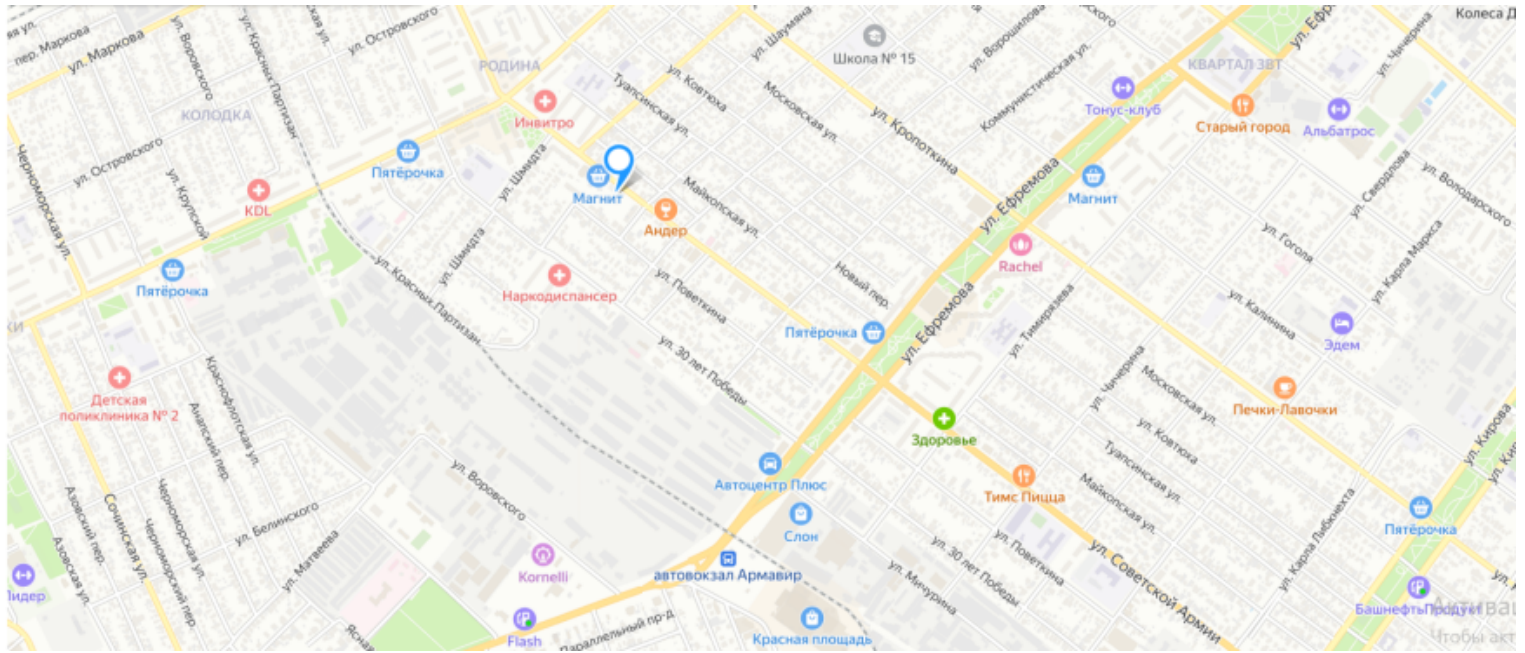 Колеса Д
пер. Маркова
ул. Маркова
ул. Воровского
ул. Красных Партизан
ул. Островского
РОДИНА
ул. Шаумяна
Школа № 15
ул. Ворошилова
КВАРТАЛ ЗВТ
ул. Чичерина
КОЛОДКА
Инвитро
ул. Ковтюха
Туапсинская ул.
Московская ул.
ул. Кропоткина
Коммунистическая ул.
Тонус-клуб
Старый город
Альбатрос
ул. Островского
Пятёрочка
ул. Шмидта
Черноморская ул.
ул. Крупской
KDL
Магнит
Андер
Майкопская ул.
ул. Ефремова
Магнит
ул. Свердлова
ул. Володарского
Rachel
ул. Гоголя
ул. Карла Маркса
Пятёрочка
ул. Шмидта
ул. Красных Партизан
Наркодиспансер
ул. Поветкина
Новый пер.
ул. Калинина
Пятёрочка
ул. Ефремова
ул. Тимирязева
Эдем
ул. 30 лет Победы
Детская
поликлиника № 2
Краснофлотская ул.
Анапский пер.
ул. Чичерина
Московская ул.
Печки-Лавочки
Здоровье
ул. Ковтюха
Туапсинская ул.
ул. Кирова
ул. Воровского
Автоцентр Плюс
Тимс Пицца
Майкопская ул.
Азовский пер.
Сочинская ул.
Черноморская ул.
Черноморский пер.
ул. Белинского
Слон
ул. Карла Либкнехта
Пятёрочка
Азовская ул.
ул. Матвеева
Kornelli
автовокзал Армавир
ул. 30 лет Победы
ул. Поветкина
ул. Мичурина
ул. Советской Армии
Лидер
БашнефтьПродукт
Flash
Параллельный пр-д
Красная площадь